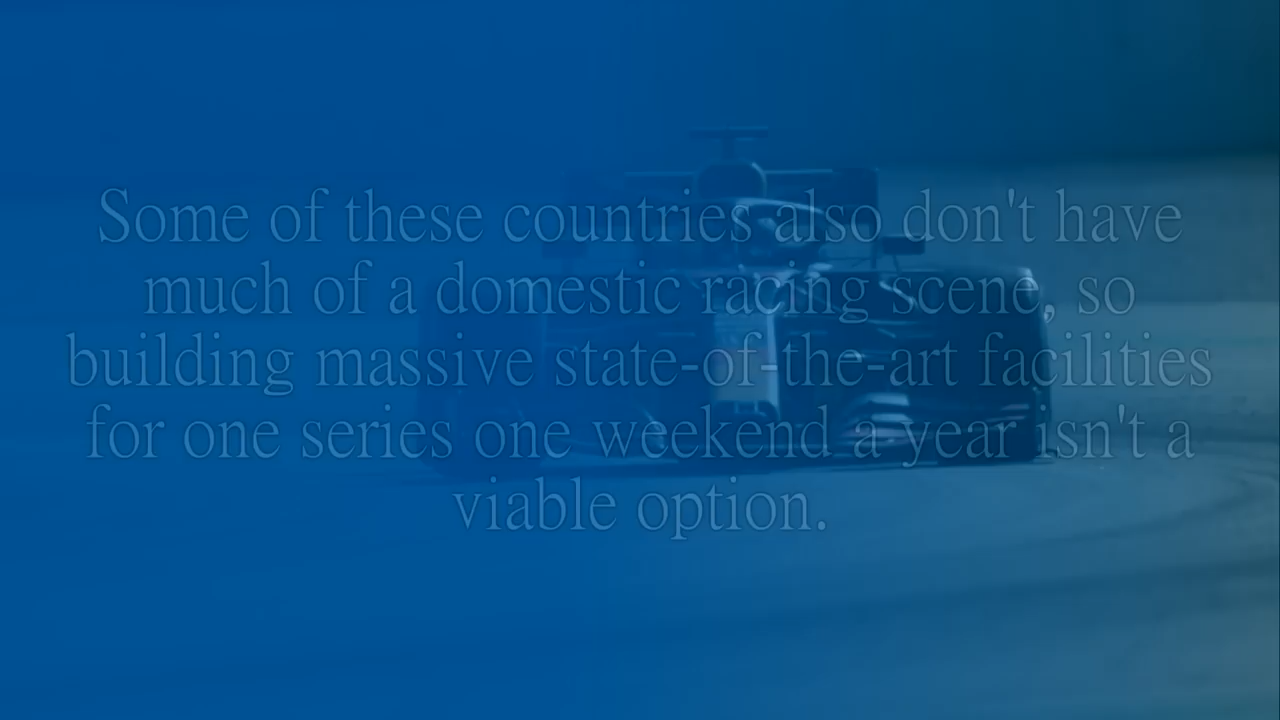 Some of these countries also don't have
much of a domestic racing scene, so
building massive state-of-the-art facilities
for one series one weekend a year isn't a
viable option.